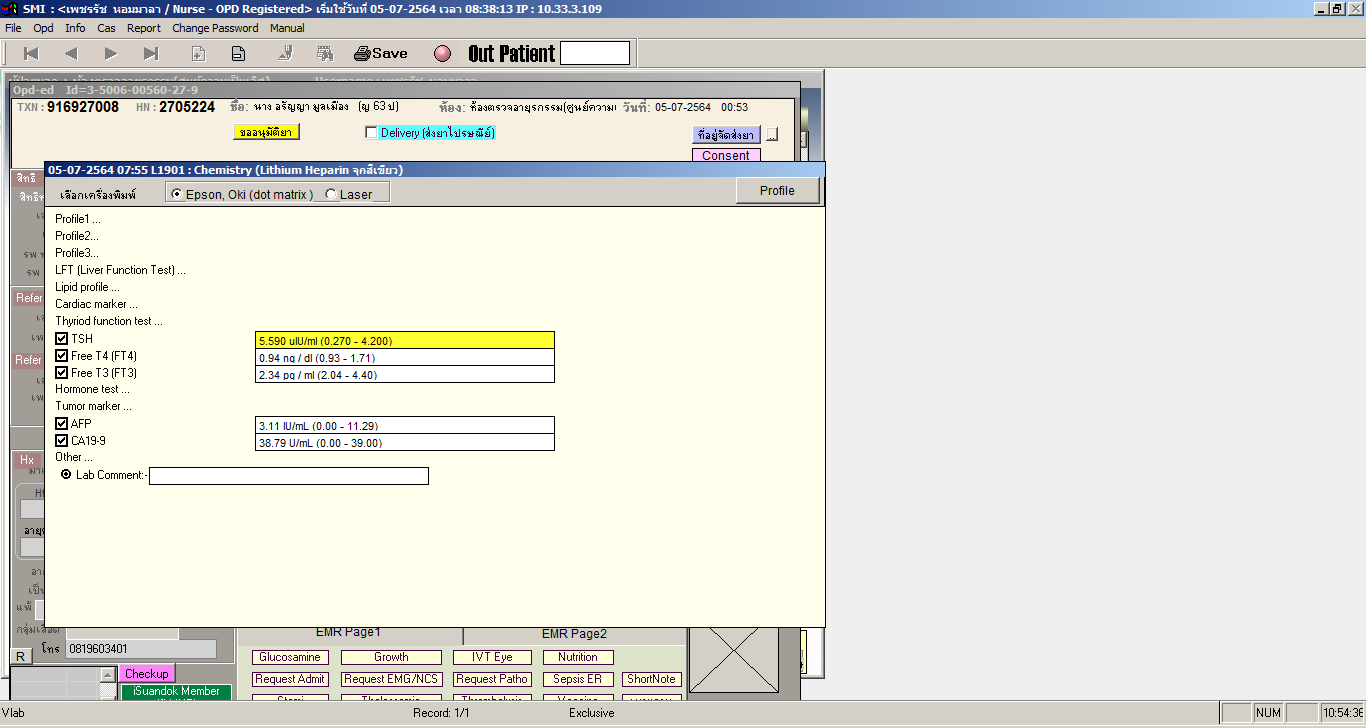 SMI : <เพชรรัช หอมมาลา / Nurse - OPD Registered> เริ่มใช้วันที่ 05-07-2564 เวลา 08:38:13 IP : 10.33.3.109
File Opd Info Cas Report Change Password Manual
Save Out Patient
Opd-ed Id=3-5006-00560-27-9
TXN : 916927008 HN : 2705224 ชื่อ: นาง อรัญญา มูลเมือง (ญ 63 ป) ห้อง: ห้องตรวจอายุรกรรม(ศูนย์ความ วันที่: 05-07-2564 00:53
ขออนุมัติยา Delivery (ส่งยาไปรษณีย์) ที่อยู่จัดส่งยา ..
Consent
05-07-2564 07:55 L1901 : Chemistry (Lithium Heparin จุกสีเขียว)
สิทธิ
เลือกเครื่องพิมพ์ Epson, Oki (dot matrix ) Laser Profile
Profile1 ...
Profile2...
Profile3...
LFT (Liver Function Test) ...
Lipid profile ...
Refer
Cardiac marker ...
Thyriod function test ...
TSH 5.590 uIU/ml (0.270 - 4.200)
Free T4 (FT4) 0.94 ng / dl (0.93 - 1.71)
Refer
Free T3 (FT3) 2.34 pg / ml (2.04 - 4.40)
Hormone test ...
Tumor marker ...
AFP 3.11 IU/mL (0.00 - 11.29)
CA19-9 38.79 U/mL (0.00 - 39.00)
Hx
Other ...
Lab Comment:-
แพ้
กลุ่มเลือด EMR Page1 EMR Page2
R โทร 0819603401
Glucosamine Growth IVT Eye Nutrition
Checkup Request Admit Request EMG/NCS Request Patho Sepsis ER ShortNote
iSuandok Member
Vlab Record: 1/1 Exclusive NUM 10:54:36